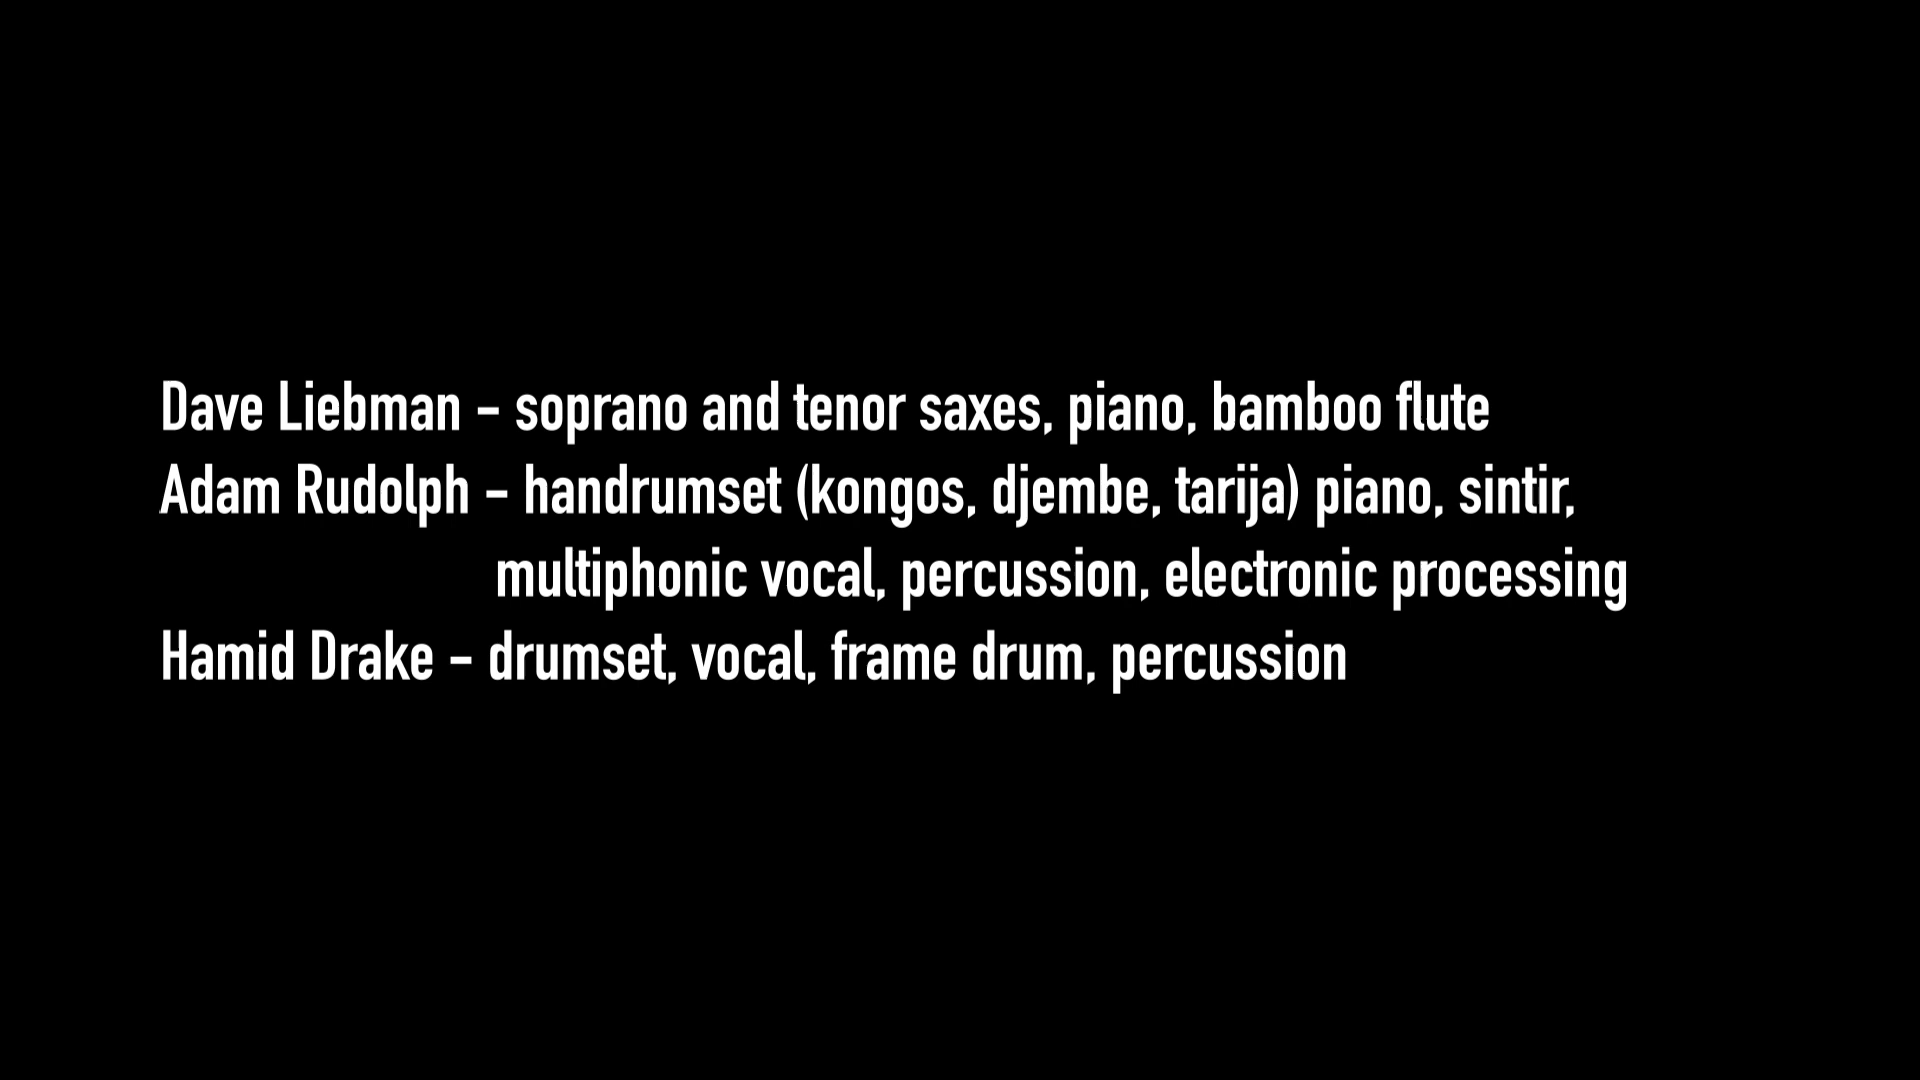 Dave Liebman – soprano and tenor saxes, piano, bamboo flute
Adam Rudolph – handrumset (kongos, djembe, tarija) piano, sintir,
multiphonic vocal, percussion, electronic processing
Hamid Drake – drumset, vocal, frame drum, percussion